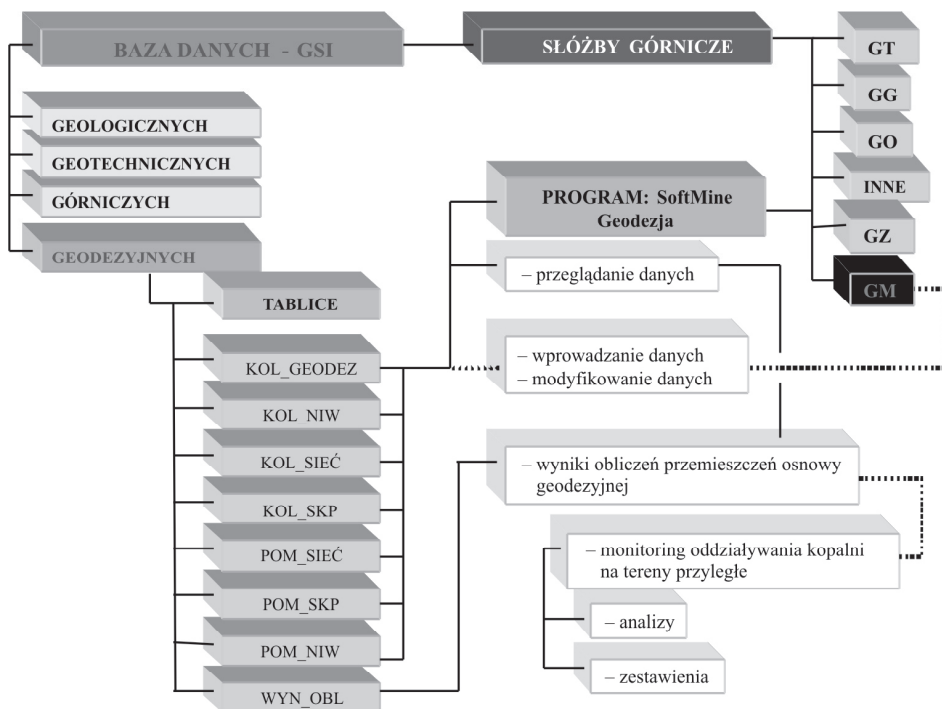 BAZA DANYCH - GSI
SŁÓŻBY GÓRNICZE
GT
GG
GO
INNE
GZ
GM
GEOLOGICZNYCH
GEOTECHNICZNYCH
GÓRNICZYCH
GEODEZYJNYCH
TABLICE
KOL_GEODEZ
KOL NIW
KOL_SIEĆ
KOL_SKP
POM_SIEĆ
POM_SKP
POM_NIW
WYN_OBL
PROGRAM: SoftMine
Geodezja
– przeglądanie danych
– wprowadzanie danych
– modyfikowanie danych
– wyniki obliczeń przemieszczeń osnowy
geodezyjnej
– monitoring oddziaływania kopalni
na tereny przyległe
– analizy
– zestawienia